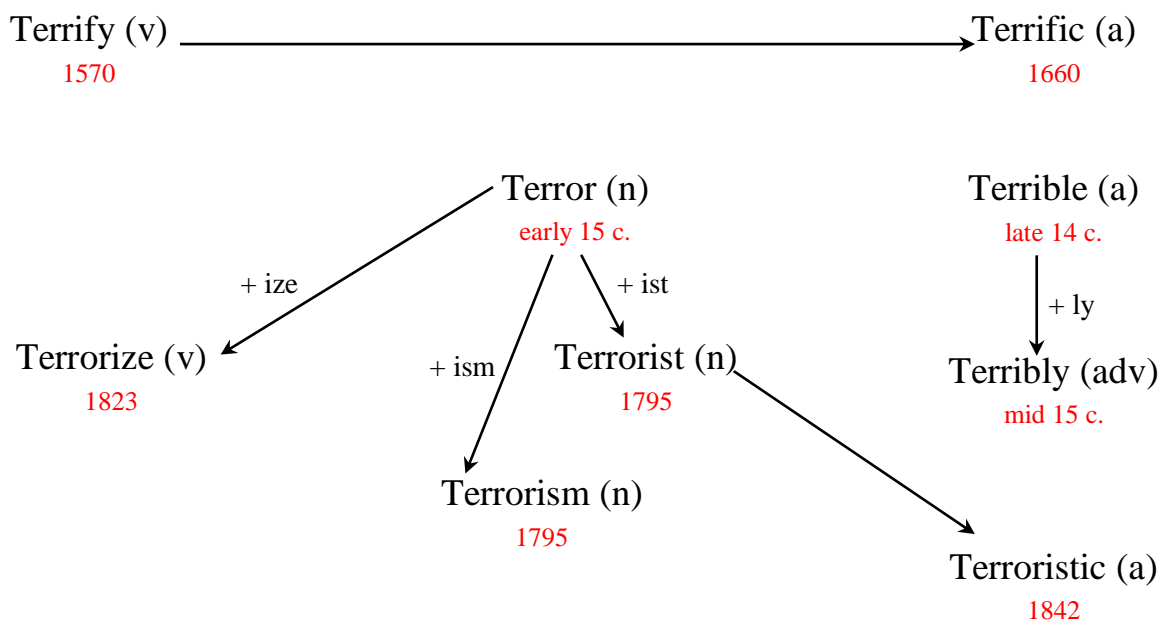 Terrify (v)
Terrific (a)
1570
1660
Terror (n)
Terrible (a)
early 15 c.
late 14 c.
+ ize
+ ist
+ ly
Terrorize (v)
+ ism
Terrorist (n)
Terribly (adv)
1823
1795
mid 15 c.
Terrorism (n)
1795
Terroristic (a)
1842